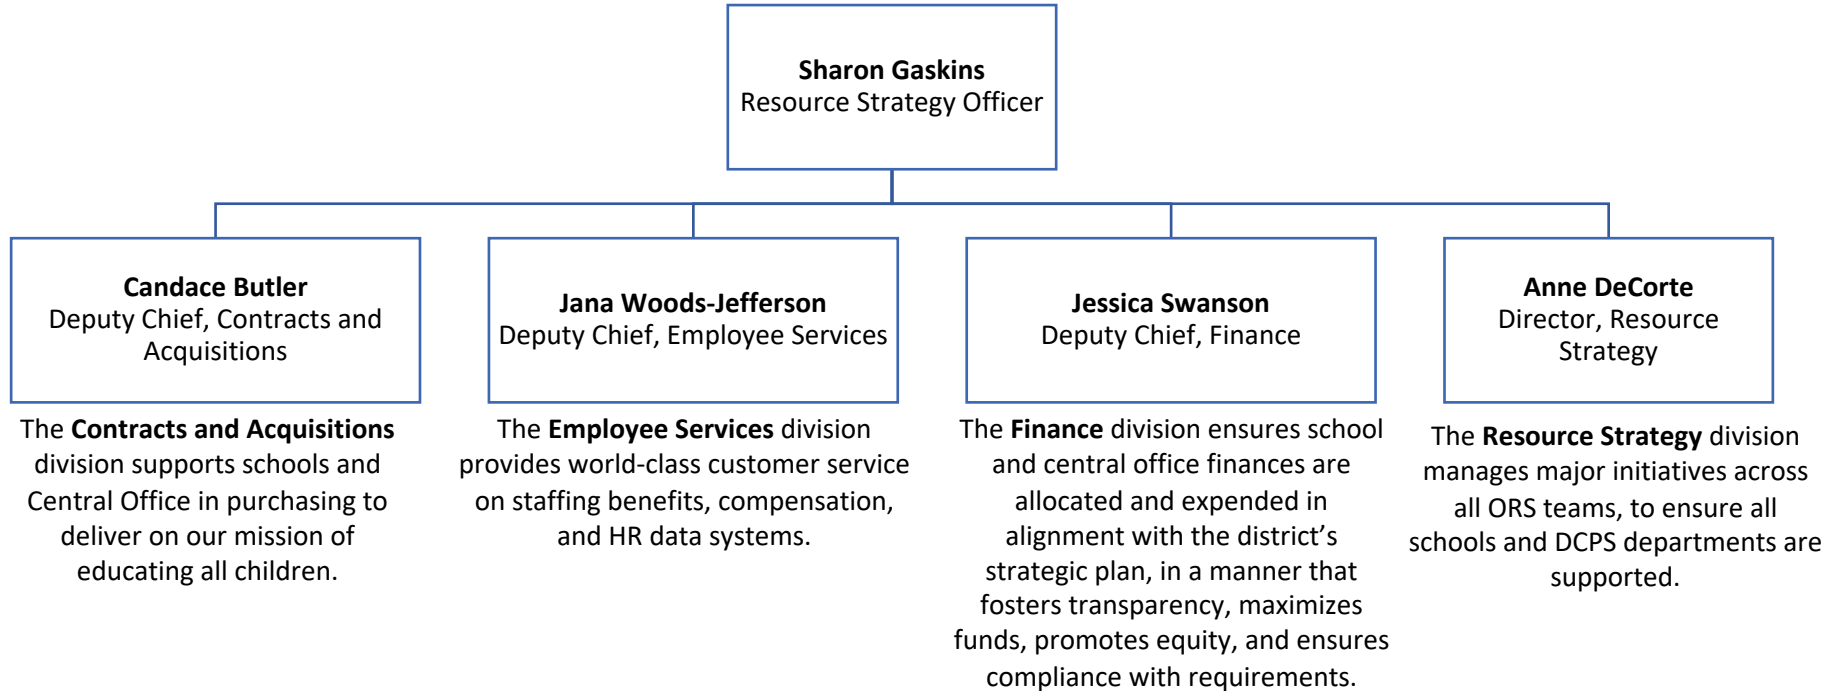 Sharon Gaskins
Resource Strategy Officer
Candace Butler
Deputy Chief, Contracts and
Acquisitions
Jana Woods-Jefferson
Deputy Chief, Employee Services
Jessica Swanson
Deputy Chief, Finance
Anne DeCorte
Director, Resource
Strategy
The Contracts and Acquisitions
division supports schools and
Central Office in purchasing to
deliver on our mission of
educating all children.
The Employee Services division
provides world-class customer service
on staffing benefits, compensation,
and HR data systems.
The Finance division ensures school
and central office finances are
allocated and expended in
alignment with the district’s
strategic plan, in a manner that
fosters transparency, maximizes
funds, promotes equity, and ensures
compliance with requirements.
The Resource Strategy division
manages major initiatives across
all ORS teams, to ensure all
schools and DCPS departments are
supported.